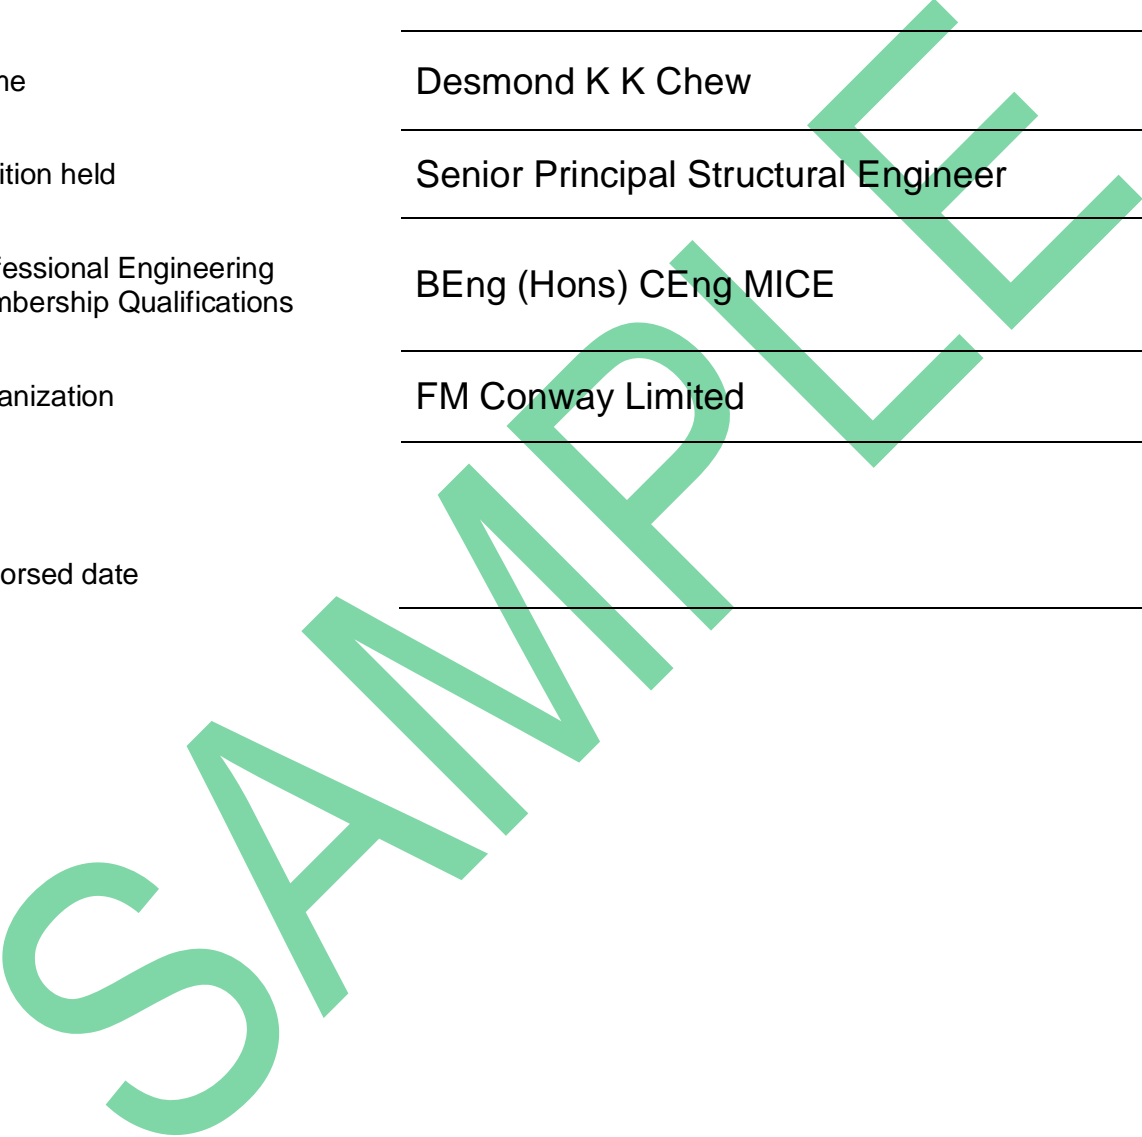 me
Desmond K K Chew
ition held
Senior Principal Structural Engineer
fessional Engineering
mbership Qualifications
BEng (Hons) CEng MICE
anization
FM Conway Limited
orsed date
SAMPLE